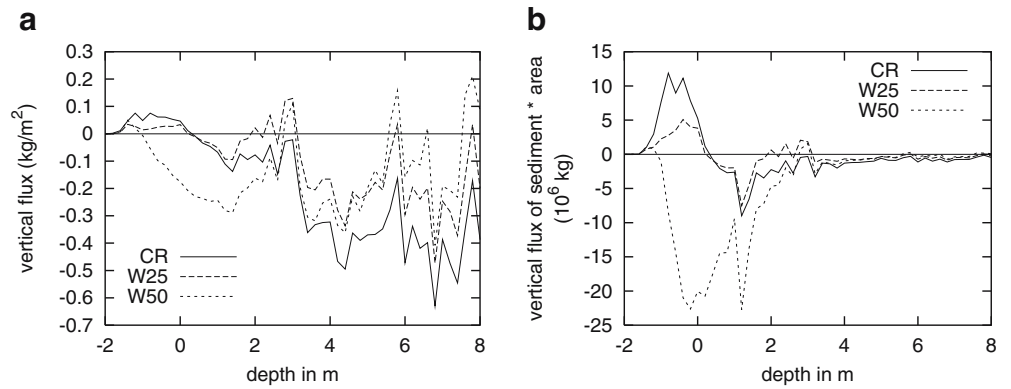 a
0.3
0.2
0.1
0
-0.1
-0.2
-0.3
-0.4
-0.5
-0.6
-0.7
vertical flux (kg/m2)
CR
W25
W50
-2 0 2 4 6 8
depth in m
b
15
10
5
0
-5
-10
-15
-20
-25
vertical flux of sediment * area
(10^6 kg)
CR
W25
W50
-2 0 2 4 6 8
depth in m